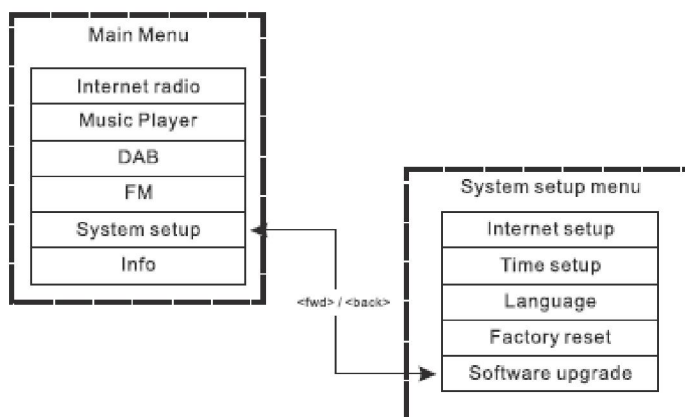 Main Menu
Internet radio
Music Player
DAB
FM
System setup
Info
<fwd> / <back>
System setup menu
Internet setup
Time setup
Language
Factory reset
Software upgrade